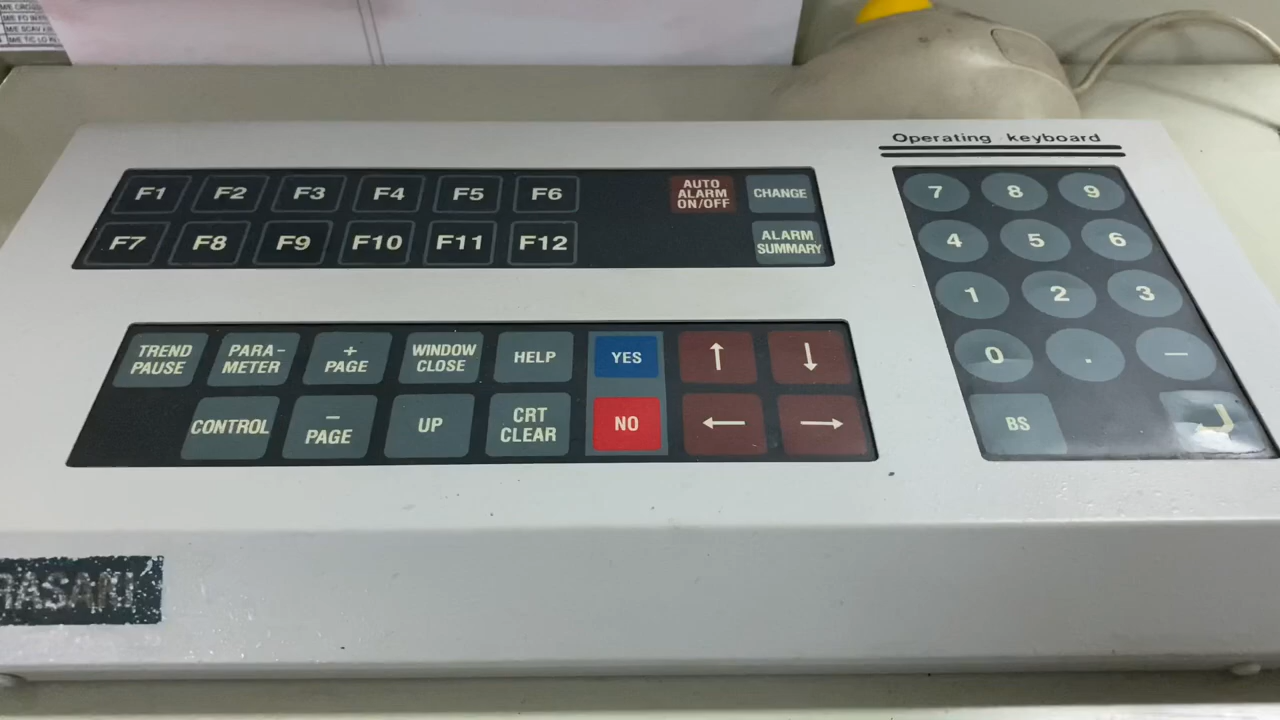 Operating keyboard
F1 F2 F3 F4 F5 F6
AUTO
ALARM
ON/OFF
CHANGE
F7 F8 F9 F10 F11 F12
ALARM
SUMMARY
7 8 9
4 5 6
1 2 3
0 . —
BS ↵
TREND
PAUSE
PARA-
METER
+
PAGE
WINDOW
CLOSE
HELP
YES
↑ ↓
CONTROL
—
PAGE
UP
CRT
CLEAR
NO
← →
RASAKI